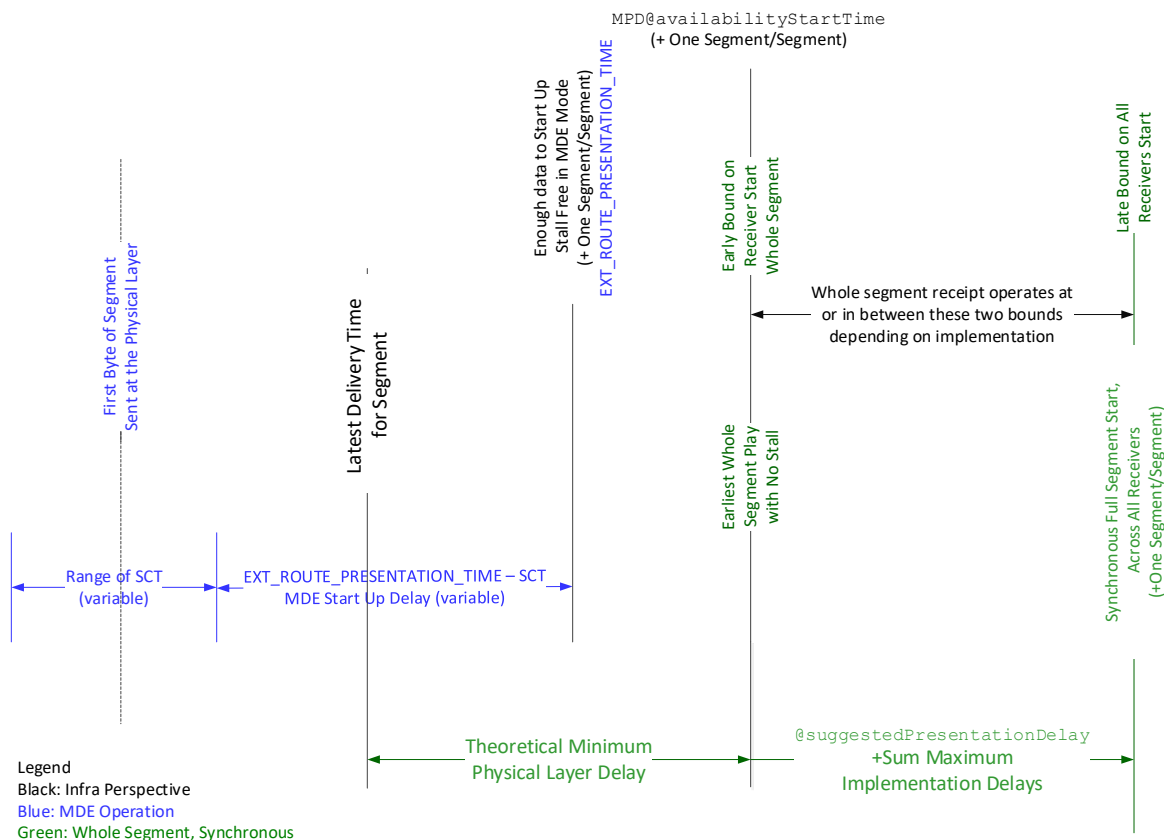 MPD@availabilityStartTime
(+ One Segment/Segment)
Enough data to Start Up
Stall Free in MDE Mode
(+ One Segment/Segment)
EXT_ROUTE_PRESENTATION_TIME
Early Bound on
Receiver Start
Whole Segment
Late Bound on All
Receivers Start
First Byte of Segment
Sent at the Physical Layer
Latest Delivery Time
for Segment
Whole segment receipt operates at
or in between these two bounds
depending on implementation
Earliest Whole
Segment Play
with No Stall
Synchronous Full Segment Start,
Across All Receivers
(+One Segment/Segment)
Range of SCT
(variable)
EXT_ROUTE_PRESENTATION_TIME – SCT
MDE Start Up Delay (variable)
Theoretical Minimum
Physical Layer Delay
@suggestedPresentationDelay
+Sum Maximum
Implementation Delays
Legend
Black: Infra Perspective
Blue: MDE Operation
Green: Whole Segment, Synchronous